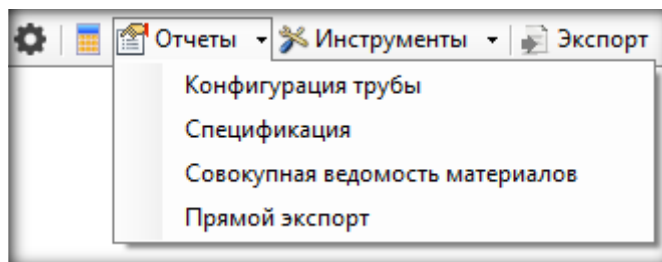 Отчеты Инструменты Экспорт
Конфигурация трубы
Спецификация
Совокупная ведомость материалов
Прямой экспорт